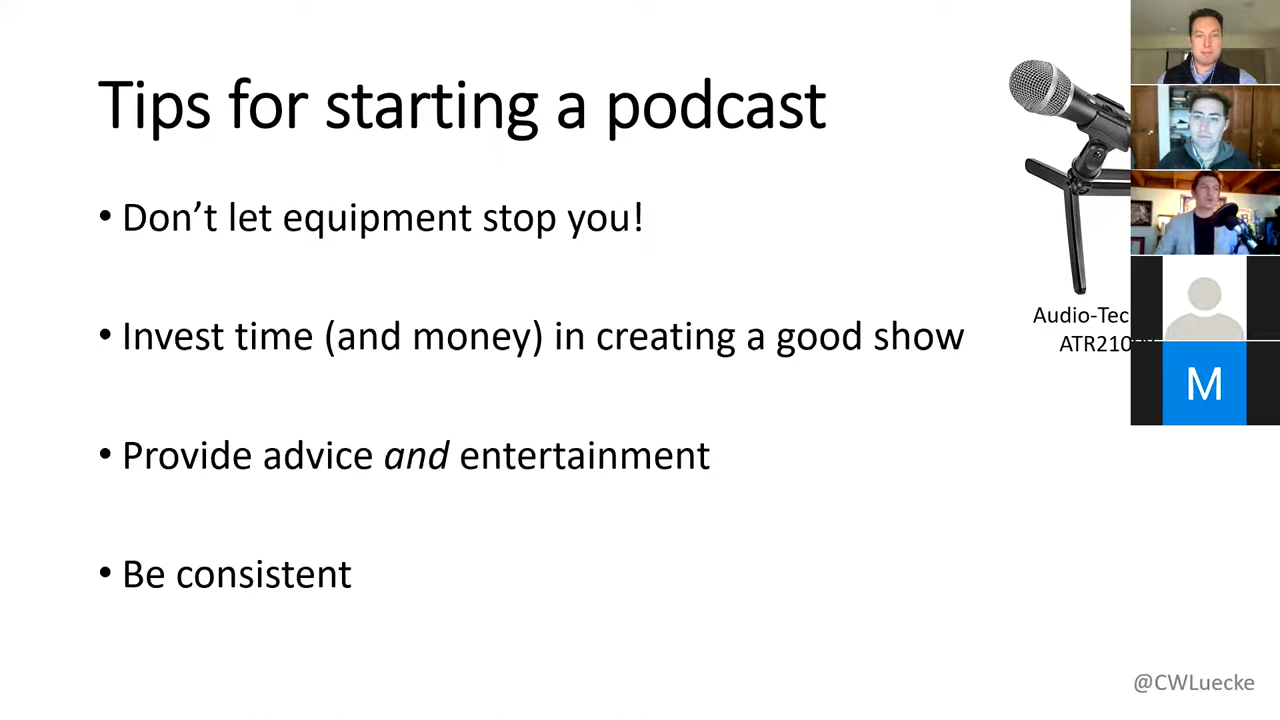 Tips for starting a podcast
• Don’t let equipment stop you!
• Invest time (and money) in creating a good show
• Provide advice and entertainment
• Be consistent
Audio-Tec
ATR210
M
@CWLuecke